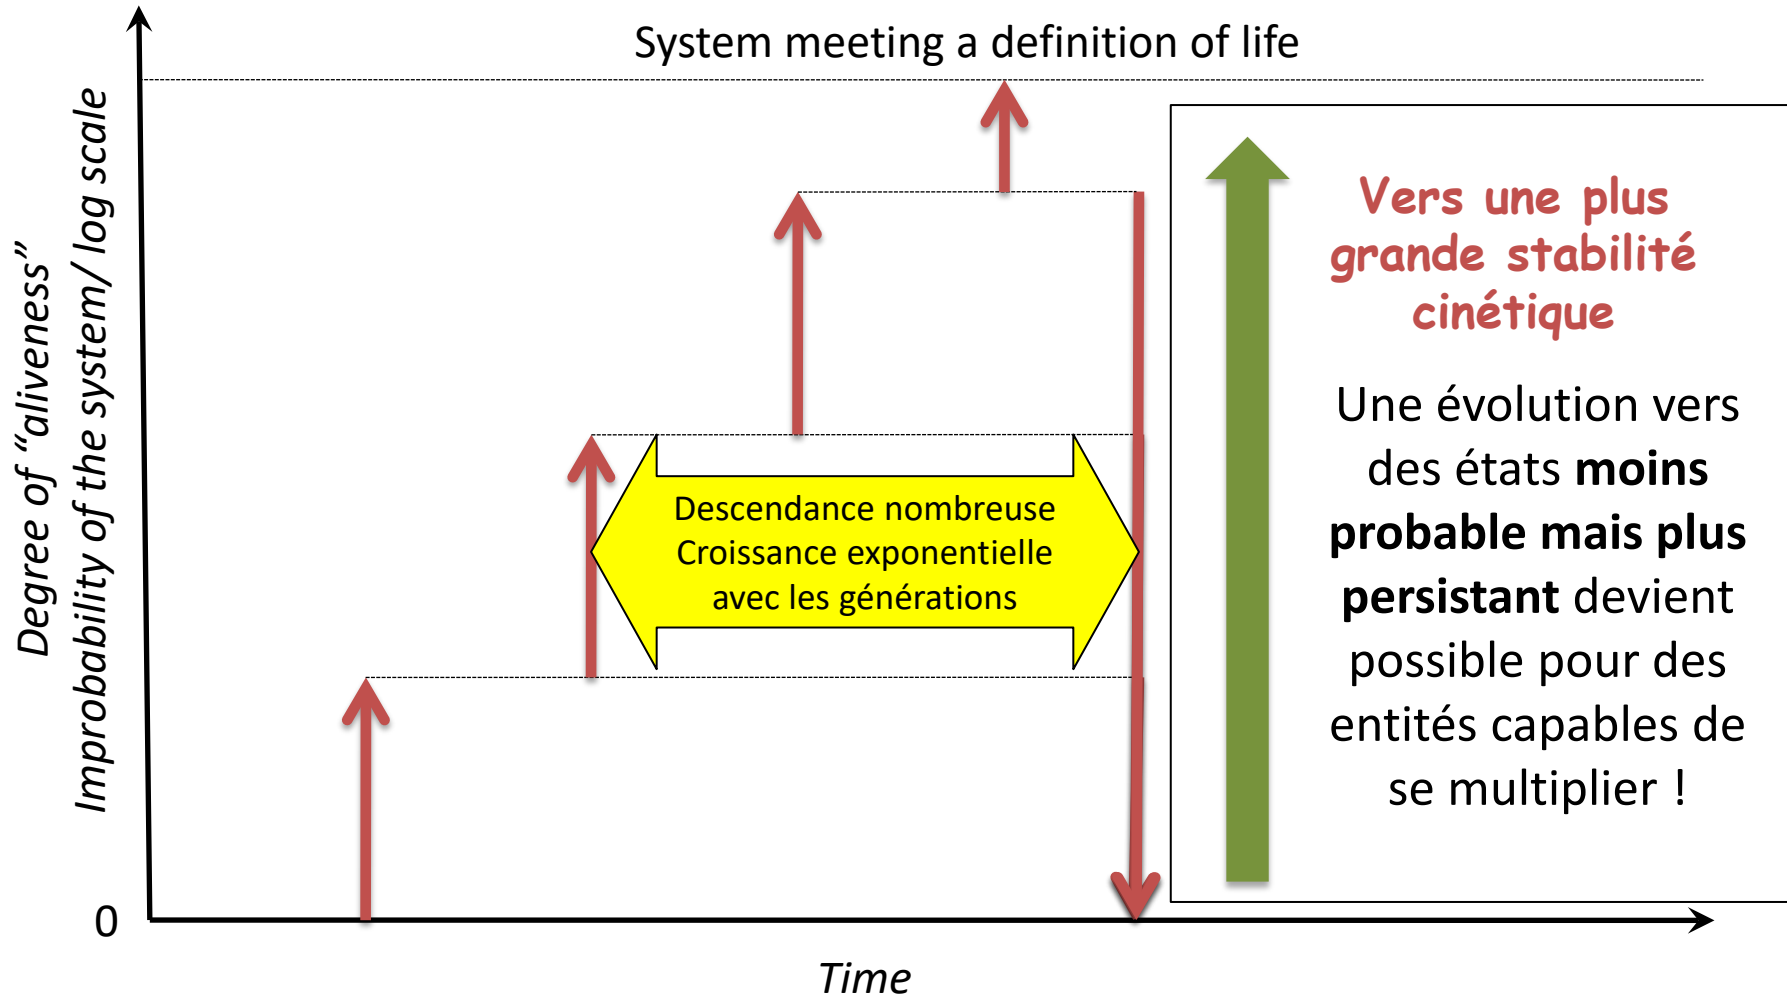 System meeting a definition of life
Degree of “aliveness”
Improbability of the system/ log scale
Vers une plus
grande stabilité
cinétique
Une évolution vers
des états moins
probable mais plus
persistant devient
possible pour des
entités capables de
se multiplier !
Descendance nombreuse
Croissance exponentielle
avec les générations
0
Time